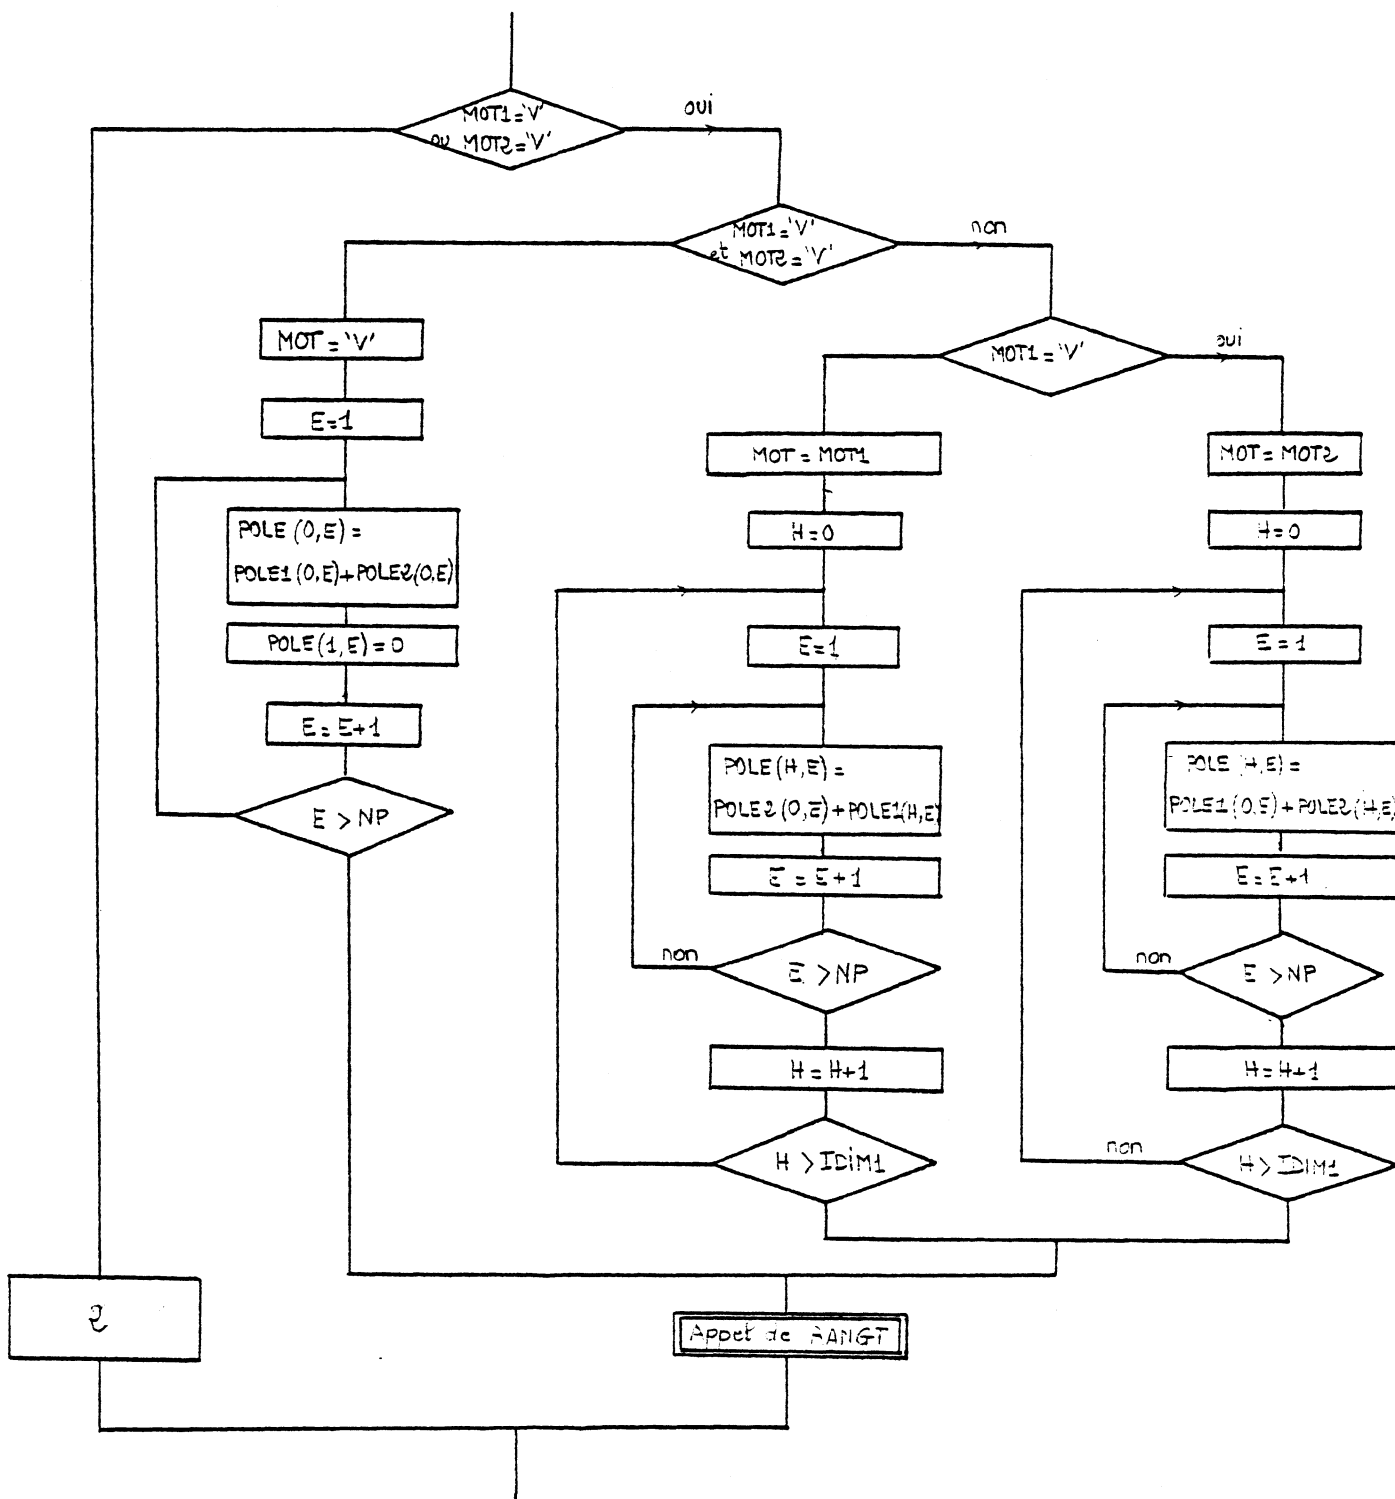 MOT1='V'
ou MOT2='V'
oui
MOT1='V'
et MOT2='V'
non
MOT='V'
E=1
POLE(0,E)=
POLE1(0,E)+POLE2(0,E)
POLE(1,E)=0
E=E+1
E>NP
MOT1='V'
oui
MOT=MOT1
H=0
E=1
POLE(H,E)=
POLE2(0,E)+POLE1(H,E)
E=E+1
non
E>NP
H=H+1
H>IDIM1
MOT=MOT2
H=0
E=1
POLE(H,E)=
POLE1(0,E)+POLE2(H,E)
E=E+1
non
E>NP
H=H+1
non
H>IDIM1
2
Appel de RANGT